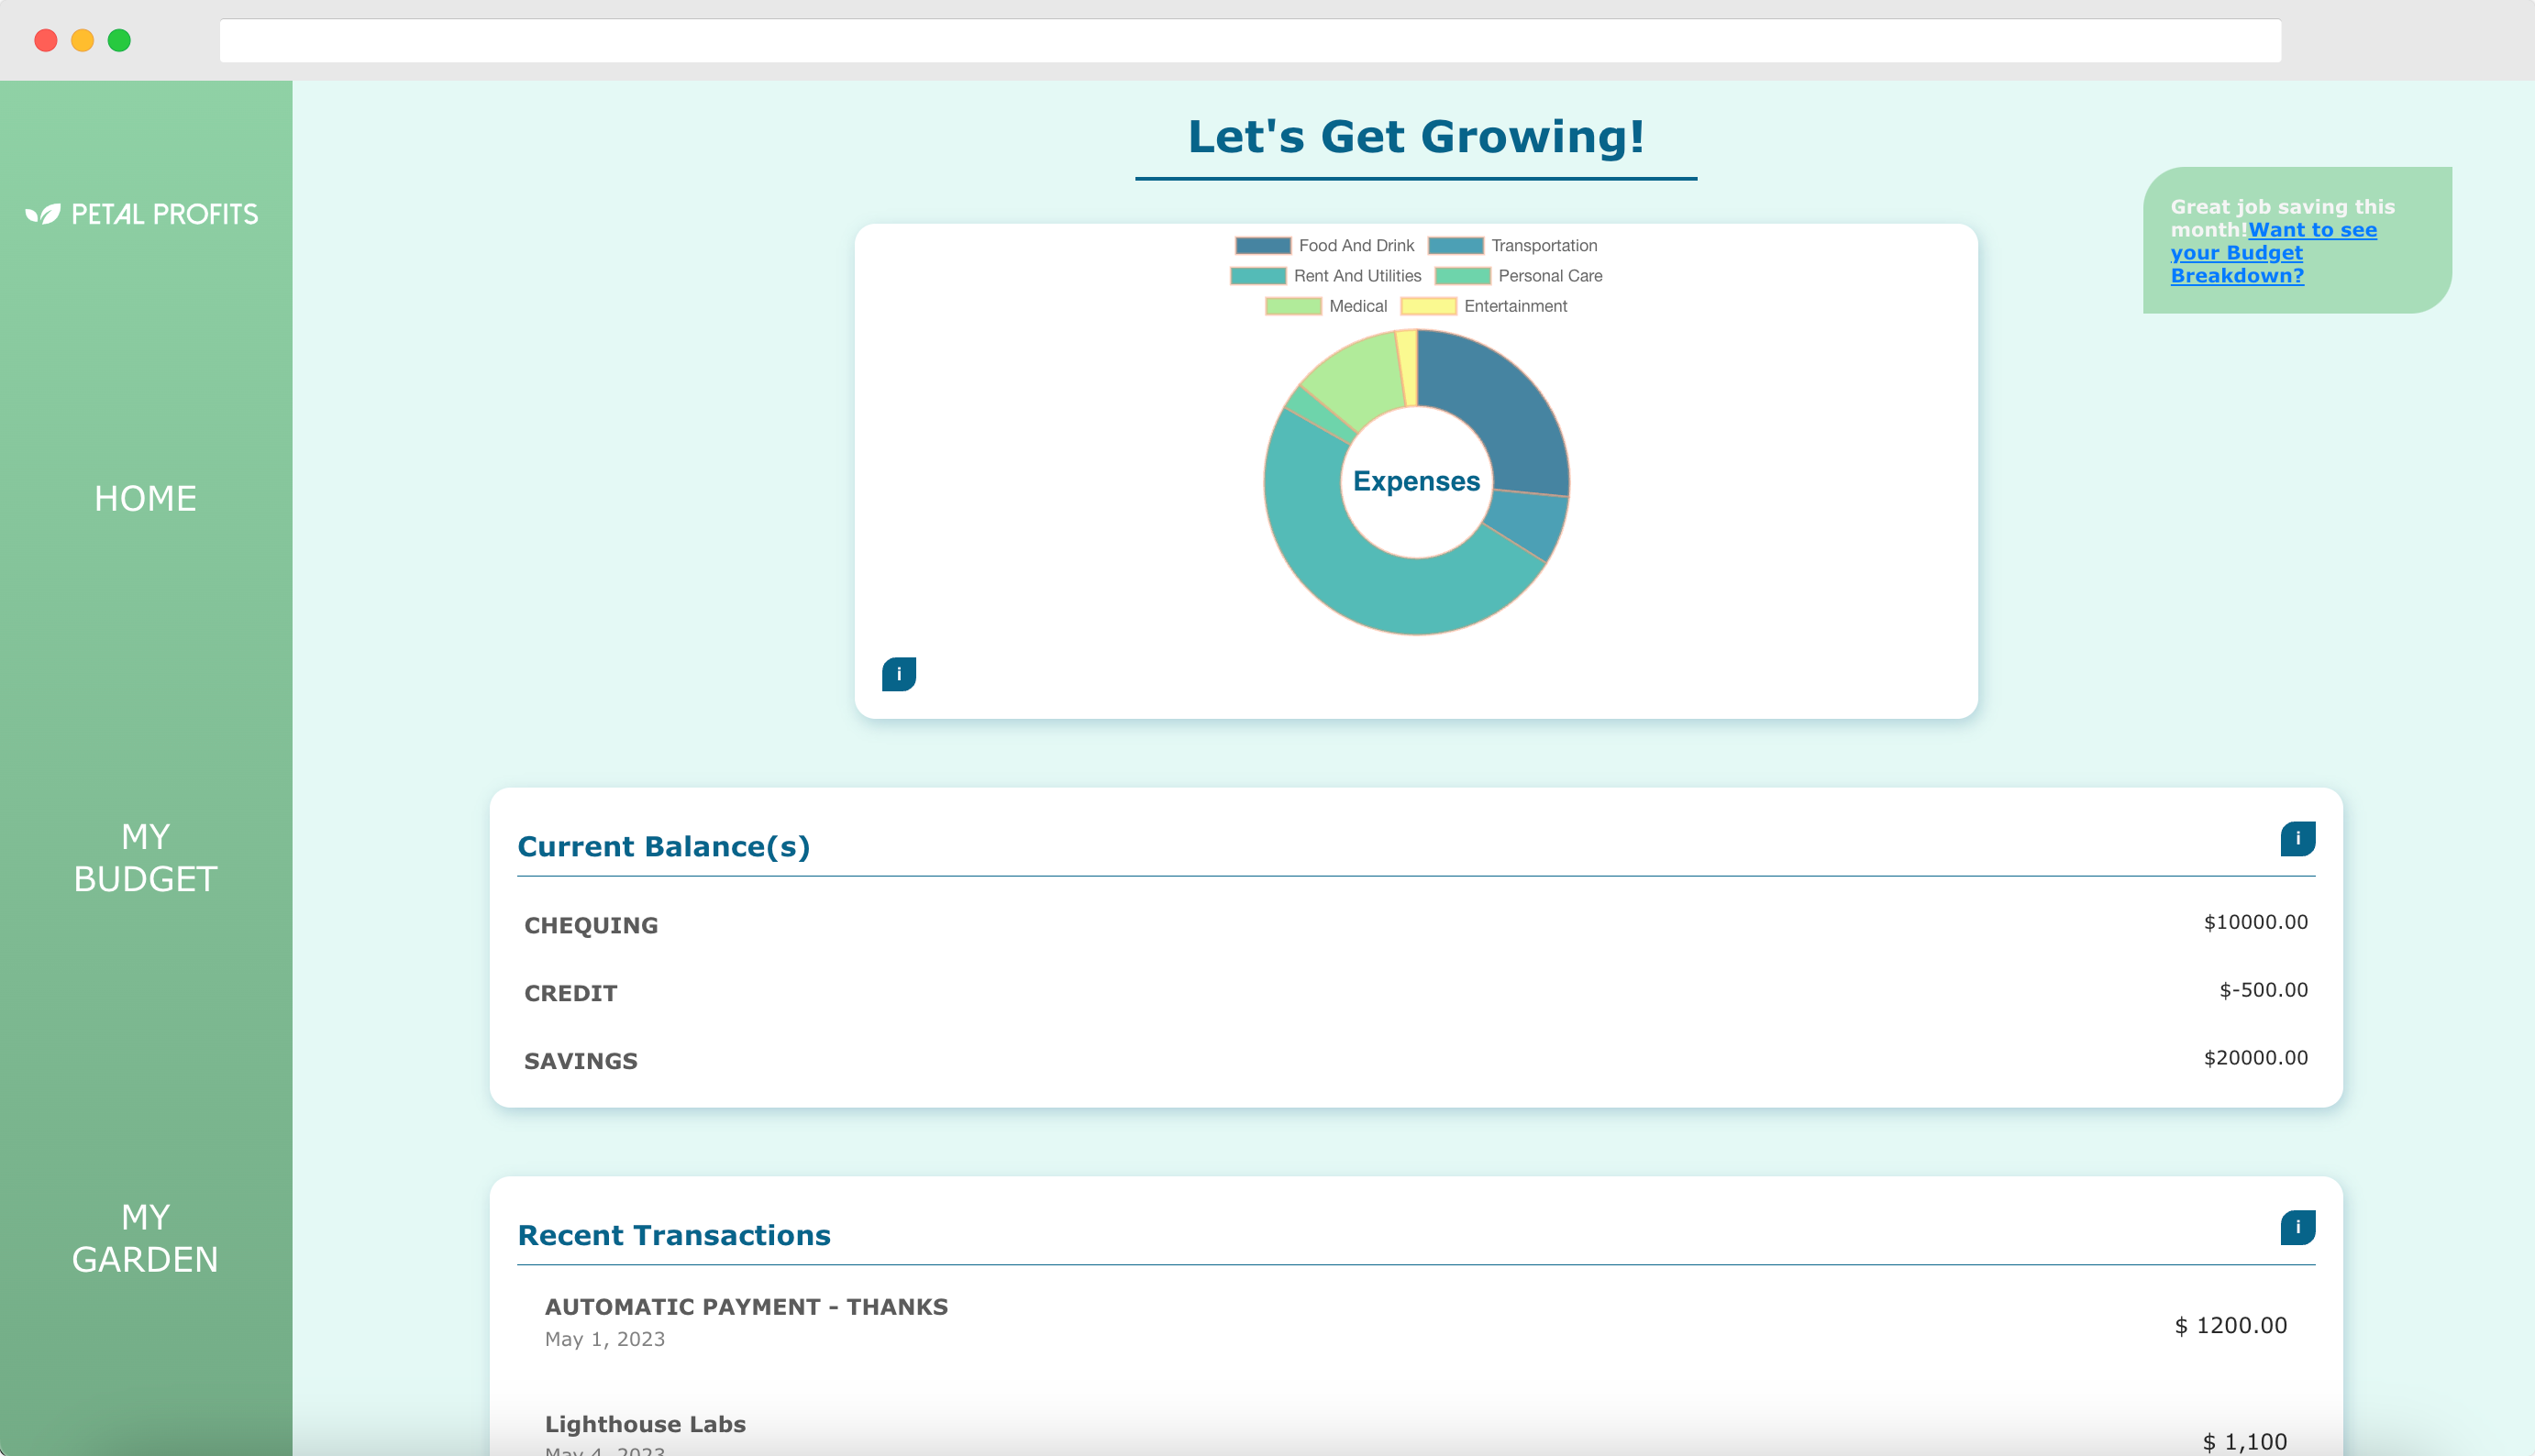 Let's Get Growing!
PETAL PROFITS
HOME
MY
BUDGET
MY
GARDEN
Great job saving this
month!Want to see
your Budget
Breakdown?
Food And Drink
Transportation
Rent And Utilities
Personal Care
Medical
Entertainment
Expenses
i
Current Balance(s)
i
CHEQUING
$10000.00
CREDIT
$-500.00
SAVINGS
$20000.00
Recent Transactions
i
AUTOMATIC PAYMENT - THANKS
May 1, 2023
$ 1200.00
Lighthouse Labs
May 4, 2023
$ 1,100